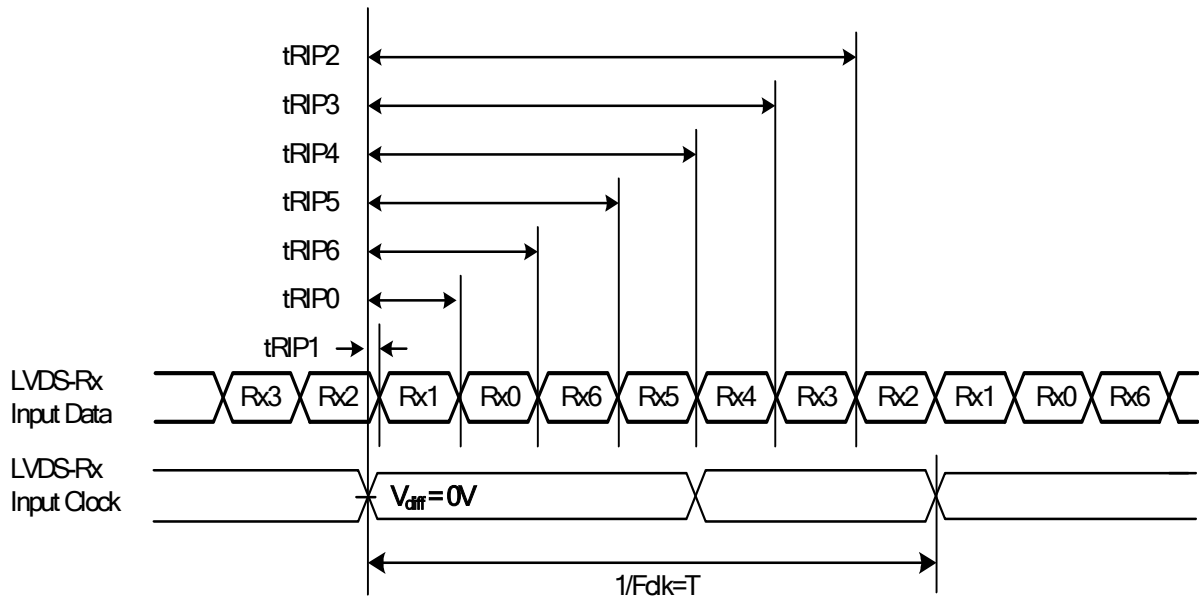 tRIP2
tRIP3
tRIP4
tRIP5
tRIP6
tRIP0
tRIP1
LVDS-Rx
Input Data
Rx3 Rx2 Rx1 Rx0 Rx6 Rx5 Rx4 Rx3 Rx2 Rx1 Rx0 Rx6
LVDS-Rx
Input Clock
Vdiff = 0V
1/Fclk=T